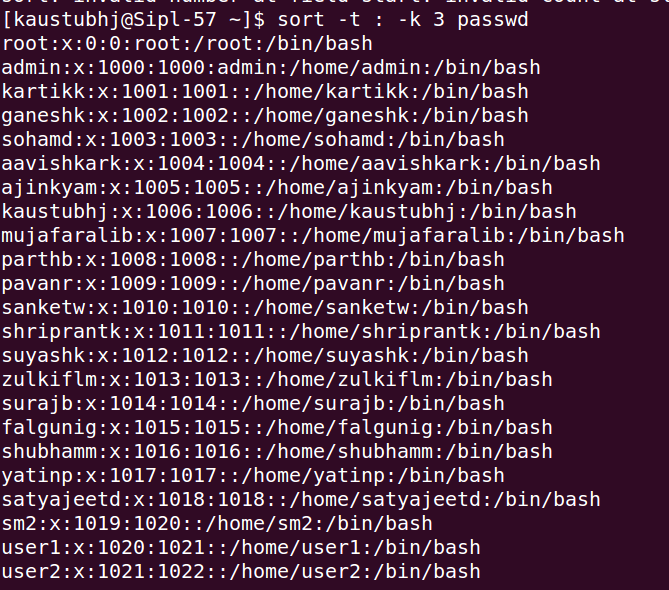 [kaustubhj@Sipl-57 ~]$ sort -t : -k 3 passwd
root:x:0:0:root:/root:/bin/bash
admin:x:1000:1000:admin:/home/admin:/bin/bash
kartikk:x:1001:1001::/home/kartikk:/bin/bash
ganeshk:x:1002:1002::/home/ganeshk:/bin/bash
sohamd:x:1003:1003::/home/sohamd:/bin/bash
aavishkark:x:1004:1004::/home/aavishkark:/bin/bash
ajinkyam:x:1005:1005::/home/ajinkyam:/bin/bash
kaustubhj:x:1006:1006::/home/kaustubhj:/bin/bash
mujafaralib:x:1007:1007::/home/mujafaralib:/bin/bash
parthb:x:1008:1008::/home/parthb:/bin/bash
pavanr:x:1009:1009::/home/pavanr:/bin/bash
sanketw:x:1010:1010::/home/sanketw:/bin/bash
shriprantk:x:1011:1011::/home/shriprantk:/bin/bash
suyashk:x:1012:1012::/home/suyashk:/bin/bash
zulkiflm:x:1013:1013::/home/zulkiflm:/bin/bash
surajb:x:1014:1014::/home/surajb:/bin/bash
falgunig:x:1015:1015::/home/falgunig:/bin/bash
shubhamm:x:1016:1016::/home/shubhamm:/bin/bash
yatinp:x:1017:1017::/home/yatinp:/bin/bash
satyajeetd:x:1018:1018::/home/satyajeetd:/bin/bash
sm2:x:1019:1020::/home/sm2:/bin/bash
user1:x:1020:1021::/home/user1:/bin/bash
user2:x:1021:1022::/home/user2:/bin/bash